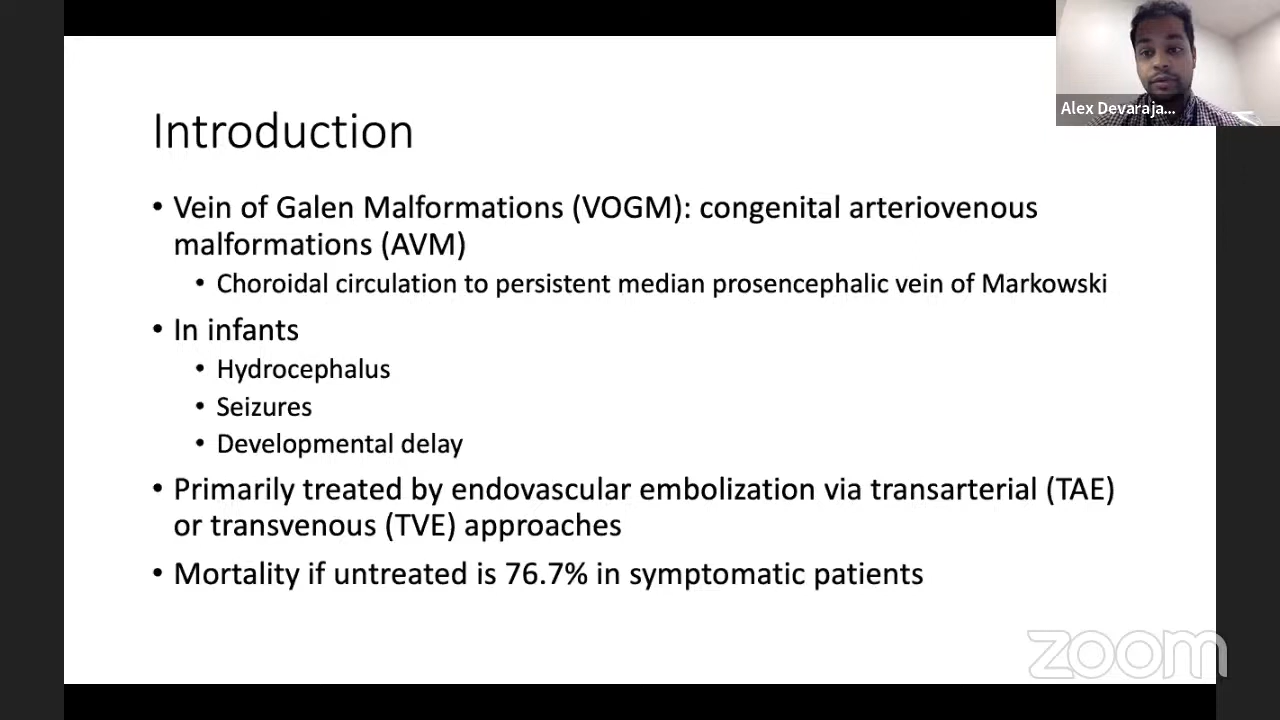 Alex Devaraja...
Introduction
• Vein of Galen Malformations (VOGM): congenital arteriovenous
malformations (AVM)
• Choroidal circulation to persistent median prosencephalic vein of Markowski
• In infants
• Hydrocephalus
• Seizures
• Developmental delay
• Primarily treated by endovascular embolization via transarterial (TAE)
or transvenous (TVE) approaches
• Mortality if untreated is 76.7% in symptomatic patients
zoom